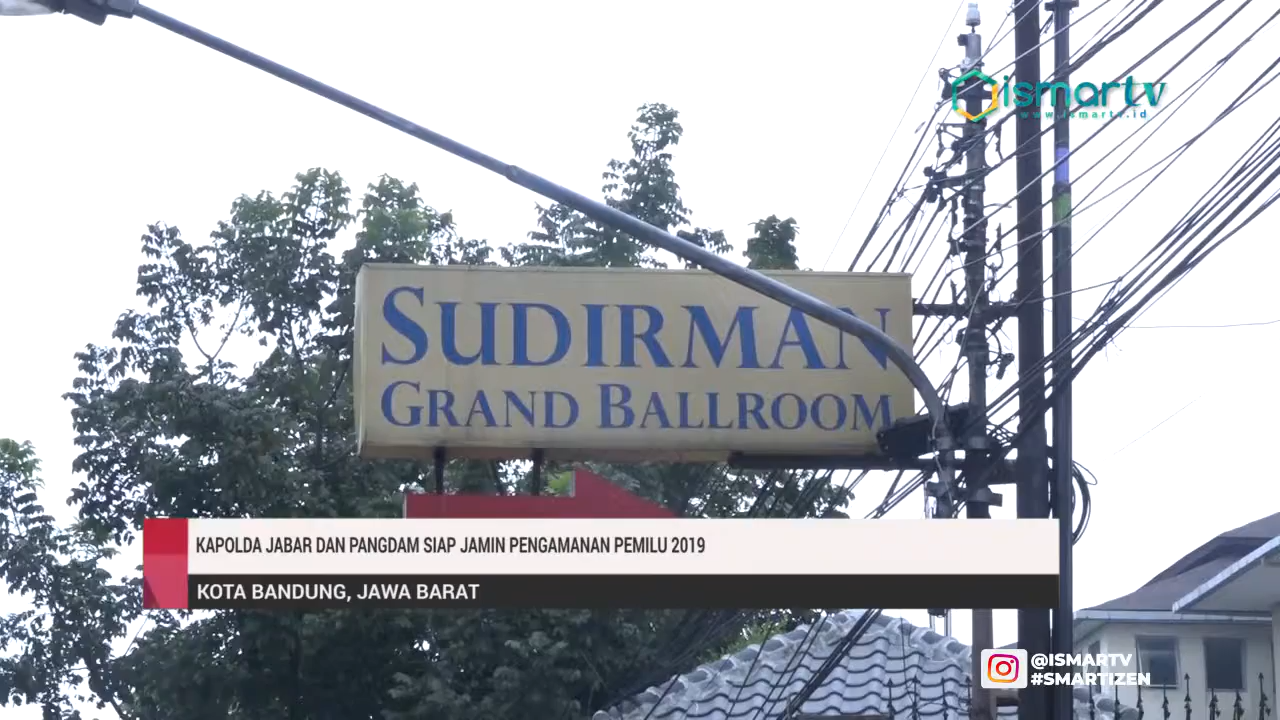 ismartv
www.ismartv.id
SUDIRMAN
GRAND BALLROOM
KAPOLDA JABAR DAN PANGDAM SIAP JAMIN PENGAMANAN PEMILU 2019
KOTA BANDUNG, JAWA BARAT
@ISMARTV
#SMARTIZEN